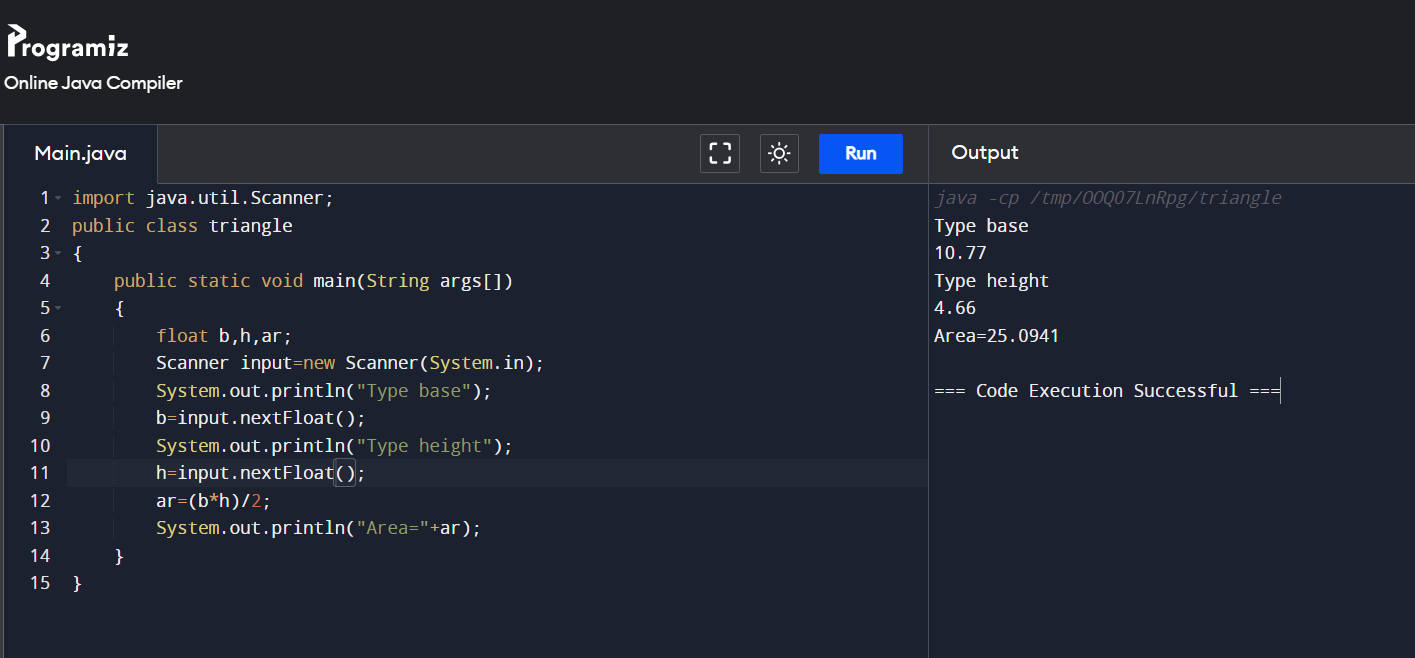 Programiz
Online Java Compiler
Main.java
Run
Output
1 import java.util.Scanner;
2 public class triangle
3 {
4     public static void main(String args[])
5     {
6         float b,h,ar;
7         Scanner input=new Scanner(System.in);
8         System.out.println("Type base");
9         b=input.nextFloat();
10         System.out.println("Type height");
11         h=input.nextFloat();
12         ar=(b*h)/2;
13         System.out.println("Area="+ar);
14     }
15 }
java -cp /tmp/OOQ07LnRpg/triangle
Type base
10.77
Type height
4.66
Area=25.0941
=== Code Execution Successful ===